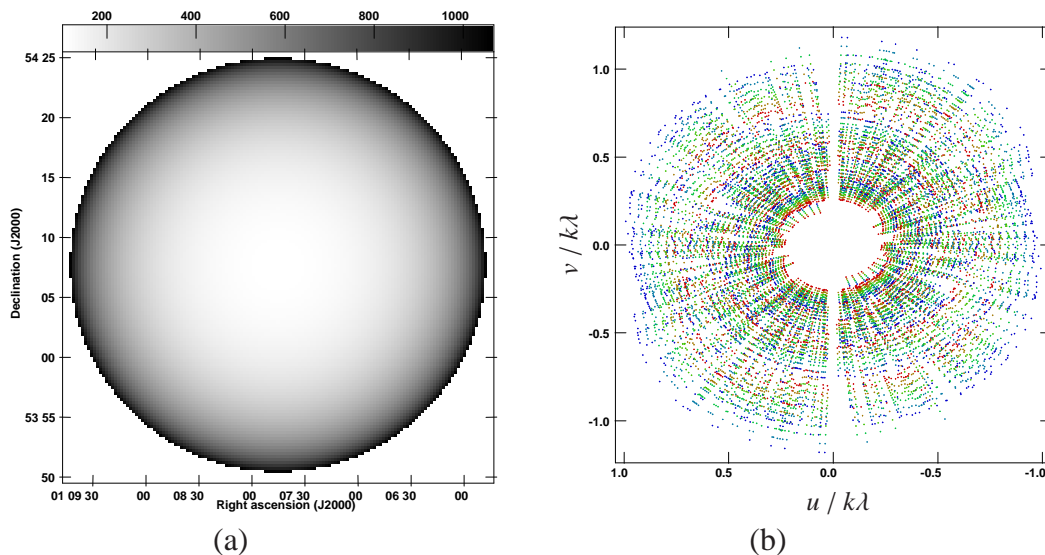 200 400 600 800 1000
54 25
20
15
10
05
00
53 55
50
Declination (J2000)
01 09 30 00 08 30 00 07 30 00 06 30 00
Right ascension (J2000)
(a)
1.0
0.5
0.0
-0.5
-1.0
v / kλ
1.0 0.5 0.0 -0.5 -1.0
u / kλ
(b)